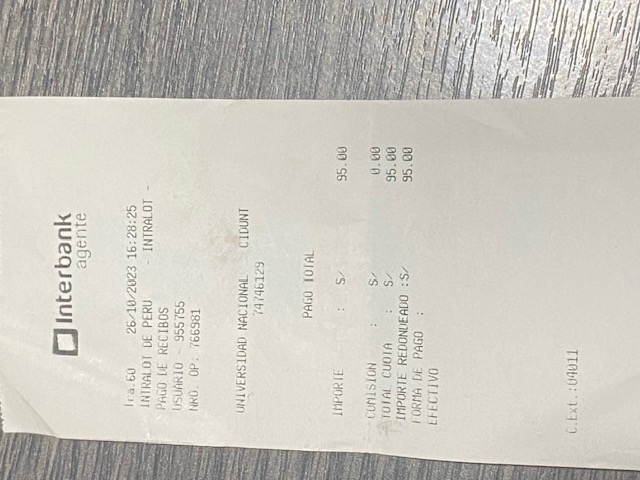 Interbank
agente
Tra.60 26/10/2023 16:28:25
INTRALOT DE PERU - INTRALOT -
PAGO DE RECIBOS
USUARIO - 955755
NRO. OP: 766981
UNIVERSIDAD NACIONAL CIDUNT
74746129
PAGO TOTAL
IMPORTE : S/ 95.00
COMISION : S/ 0.00
TOTAL CUOTA : S/ 95.00
IMPORTE REDONDEADO :S/ 95.00
FORMA DE PAGO :
EFECTIVO
C.Ext.:04011